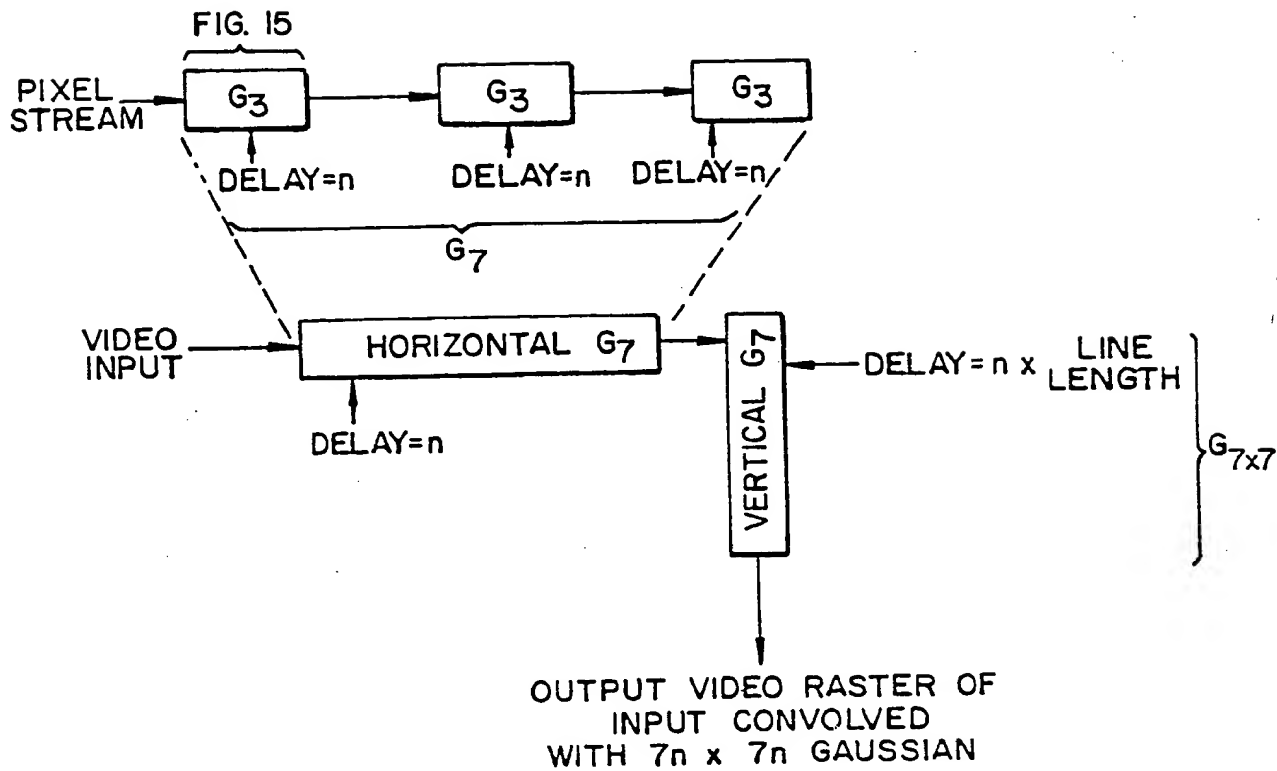 FIG. 15
PIXEL
STREAM
G3
G3
G3
DELAY=n
DELAY=n
DELAY=n
G7
VIDEO
INPUT
HORIZONTAL G7
DELAY=n
VERTICAL G7
DELAY=n x LINE
LENGTH
G7x7
OUTPUT VIDEO RASTER OF
INPUT CONVOLVED
WITH 7n x 7n GAUSSIAN